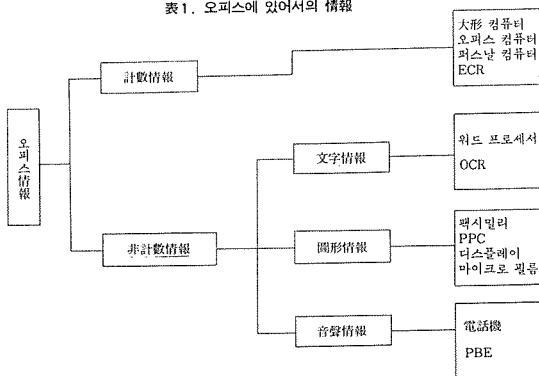 表1. 오피스에 있어서의 情報
오피스情報
計數情報
大形 컴퓨터
오피스 컴퓨터
퍼스날 컴퓨터
ECR
非計數情報
文字情報
워드 프로세서
OCR
圖形情報
팩시밀리
PPC
디스플레이
마이크로 필름
音聲情報
電話機
PBE